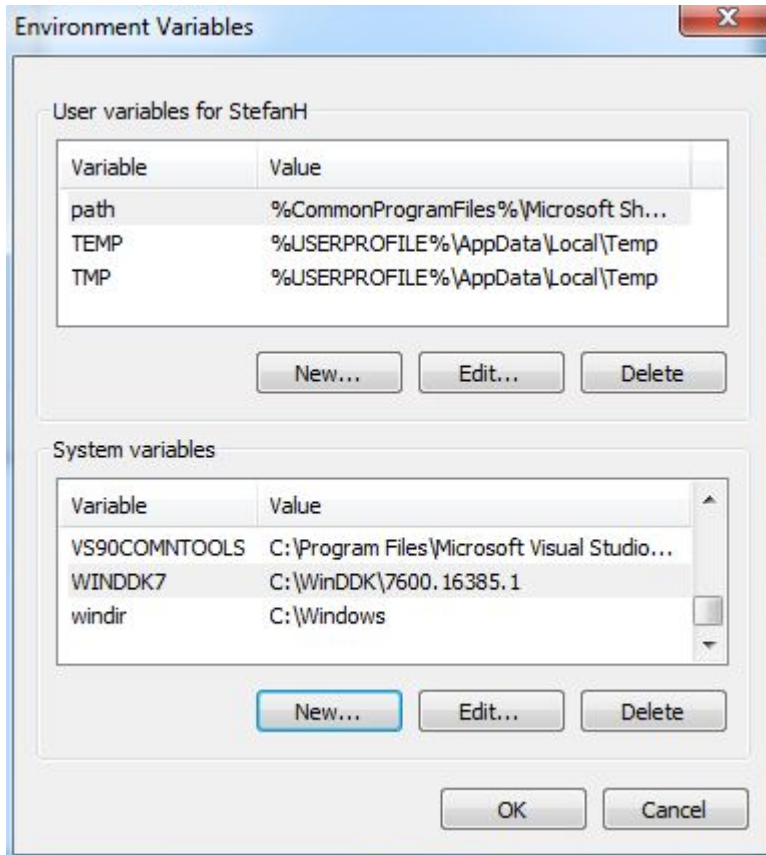 Environment Variables
User variables for StefanH
Variable Value
path %CommonProgramFiles%\Microsoft Sh...
TEMP %USERPROFILE%\AppData\Local\Temp
TMP %USERPROFILE%\AppData\Local\Temp
New... Edit... Delete
System variables
Variable Value
VS90COMNTOOLS C:\Program Files\Microsoft Visual Studio...
WINDDK7 C:\WinDDK\7600.16385.1
windir C:\Windows
New... Edit... Delete
OK Cancel